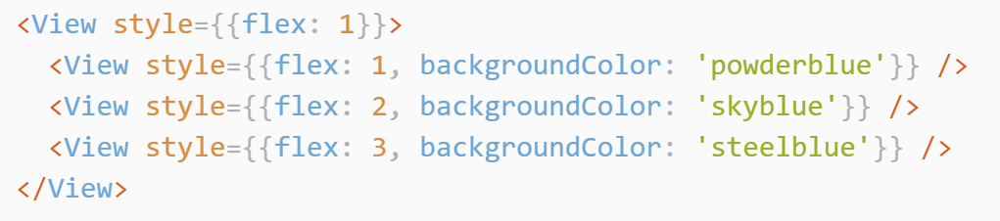 <View style={{flex: 1}}>
  <View style={{flex: 1, backgroundColor: 'powderblue'}} />
  <View style={{flex: 2, backgroundColor: 'skyblue'}} />
  <View style={{flex: 3, backgroundColor: 'steelblue'}} />
</View>